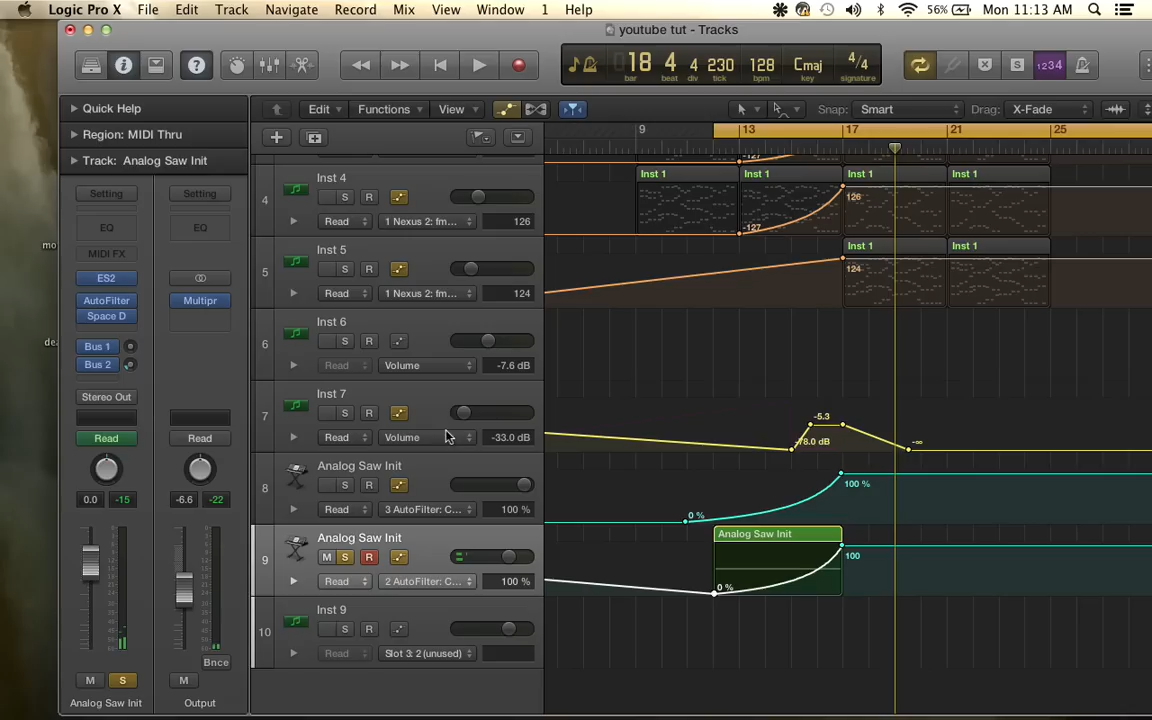 Logic Pro X File Edit Track Navigate Record Mix View Window 1 Help 56% Mon 11:13 AM
youtube tut - Tracks
18 4 4 230 128 Cmaj 4/4
bar beat div tempo bpm key signature
1234
Quick Help
Edit Functions View Snap: Smart Drag: X-Fade
Region: MIDI Thru
9 13 17 21 25
Track: Analog Saw Init
-127
Setting Setting
4 Inst 4
S R
Read 1 Nexus 2: fm... 126
Inst 1 Inst 1 Inst 1 Inst 1
126
-127
EQ EQ
MIDI FX
5 Inst 5
S R
Read 1 Nexus 2: fm... 124
Inst 1 Inst 1
124
ES2
AutoFilter Multipr
Space D
6 Inst 6
S R
Read Volume -7.6 dB
Bus 1
Bus 2
Stereo Out
7 Inst 7
S R
Read Volume -33.0 dB
-5.3
-78.0 dB
-∞
Read Read
8 Analog Saw Init
S R
Read 3 AutoFilter: C... 100 %
0 %
100 %
0.0 -15 -6.6 -22
9 Analog Saw Init
M S R
Read 2 AutoFilter: C... 100 %
Analog Saw Init
0 %
100
10 Inst 9
S R
Read Slot 3: 2 (unused)
Bnce
M S M
Analog Saw Init Output